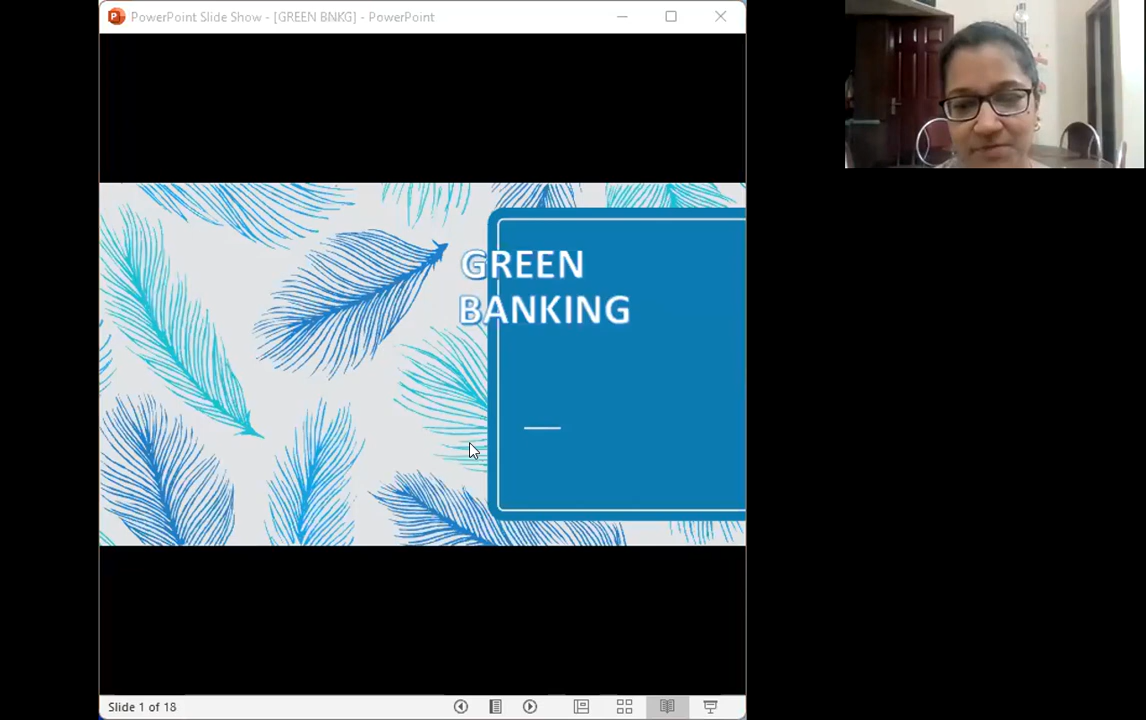 PowerPoint Slide Show - [GREEN BNKG] - PowerPoint
GREEN
BANKING
Slide 1 of 18